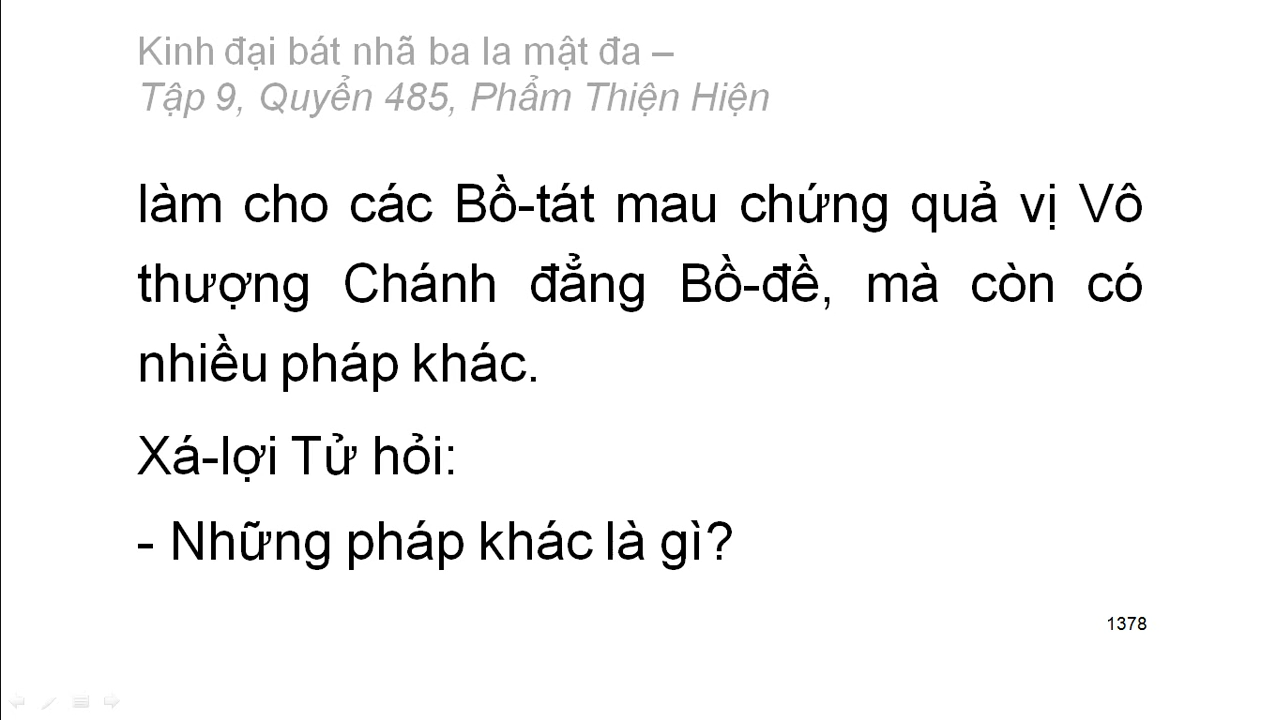 Kinh đại bát nhã ba la mật đa –
Tập 9, Quyển 485, Phẩm Thiện Hiện
làm cho các Bồ-tát mau chứng quả vị Vô
thượng Chánh đẳng Bồ-đề, mà còn có
nhiều pháp khác.
Xá-lợi Tử hỏi:
- Những pháp khác là gì?
1378